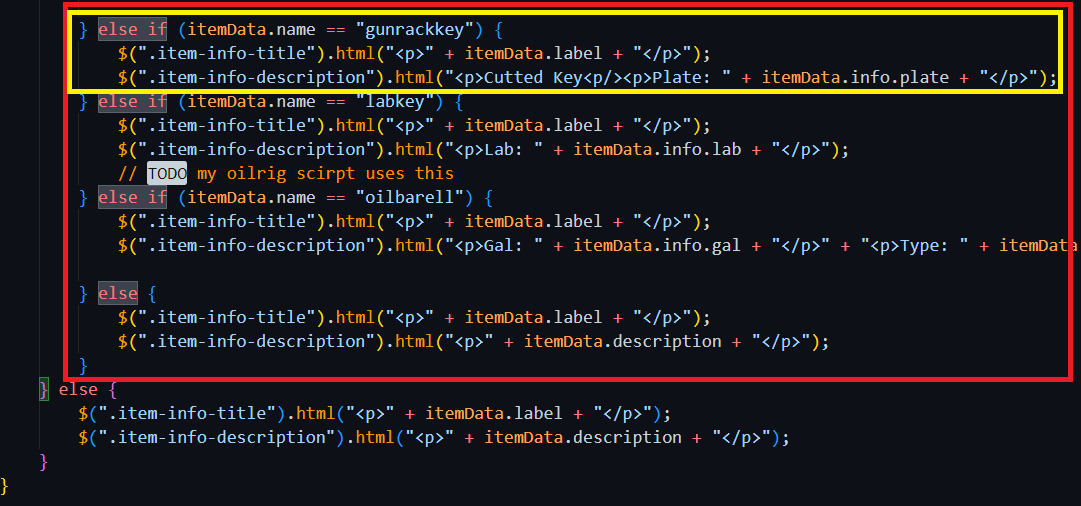 } else if (itemData.name == "gunrackkey") {
$(".item-info-title").html("<p>" + itemData.label + "</p>");
$(".item-info-description").html("<p>Cutted Key<p/><p>Plate: " + itemData.info.plate + "</p>");
} else if (itemData.name == "labkey") {
$(".item-info-title").html("<p>" + itemData.label + "</p>");
$(".item-info-description").html("<p>Lab: " + itemData.info.lab + "</p>");
// TODO my oilrig scirpt uses this
} else if (itemData.name == "oilbarell") {
$(".item-info-title").html("<p>" + itemData.label + "</p>");
$(".item-info-description").html("<p>Gal: " + itemData.info.gal + "</p>" + "<p>Type: " + itemData
} else {
$(".item-info-title").html("<p>" + itemData.label + "</p>");
$(".item-info-description").html("<p>" + itemData.description + "</p>");
}
} else {
$(".item-info-title").html("<p>" + itemData.label + "</p>");
$(".item-info-description").html("<p>" + itemData.description + "</p>");
}
}